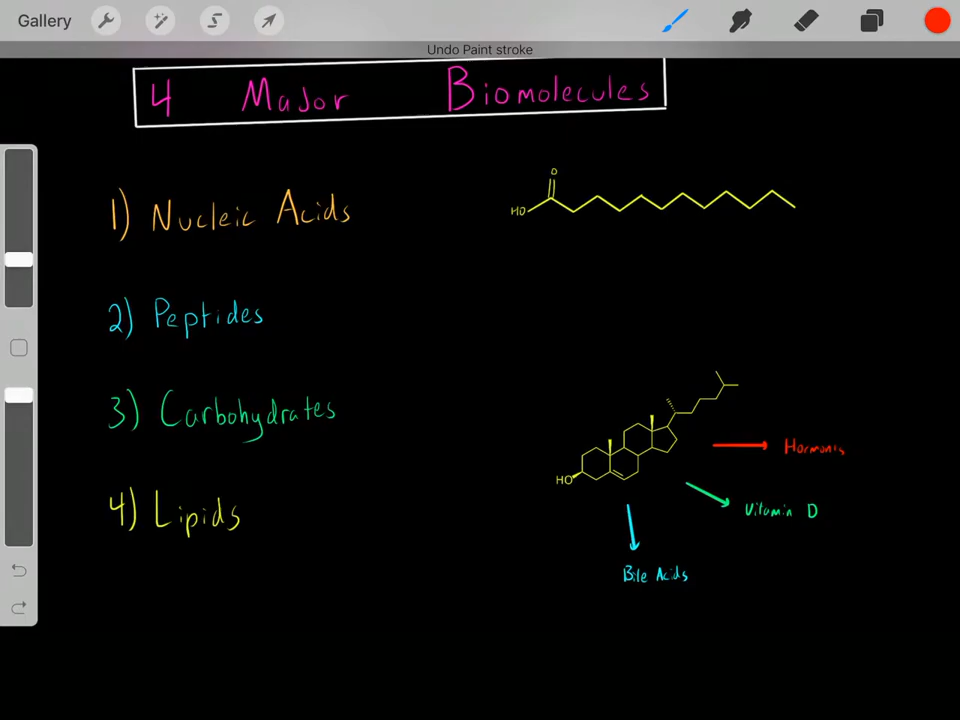 Gallery
Undo Paint stroke
4 Major Biomolecules
1) Nucleic Acids
2) Peptides
3) Carbohydrates
4) Lipids
O
HO
HO
Hormones
Vitamin D
Bile Acids